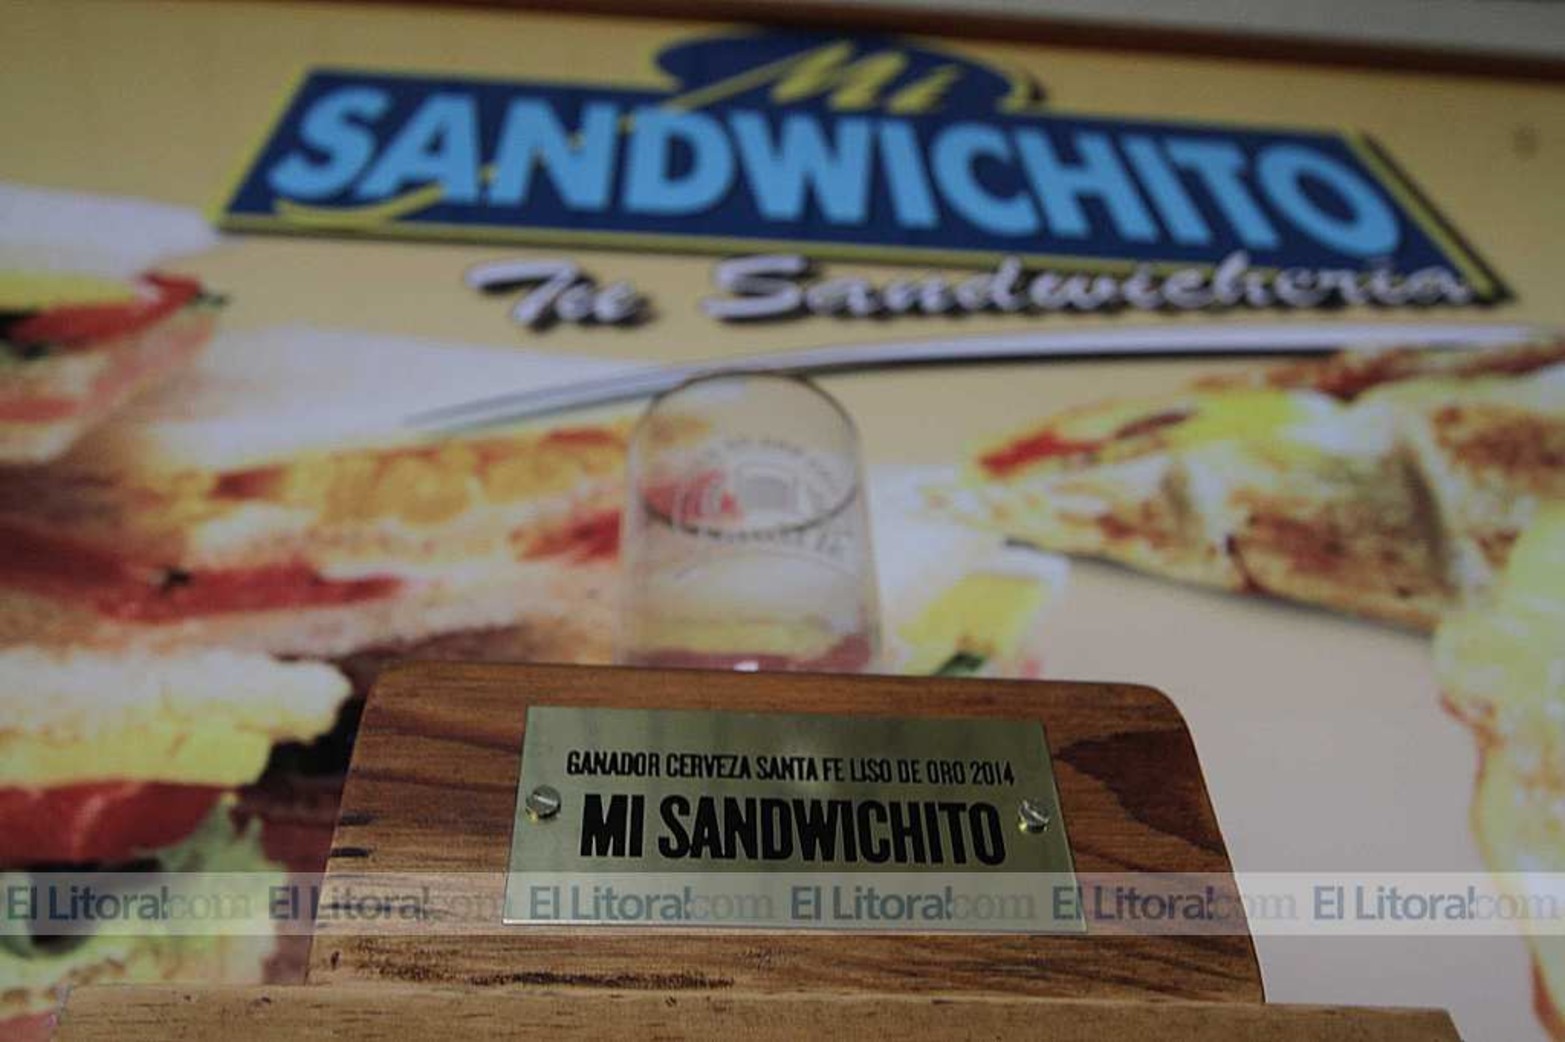 Mi
SANDWICHITO
Tu Sandwichería
GANADOR CERVEZA SANTA FE LISO DE ORO 2014
MI SANDWICHITO
El Litoral.com El Litoral.com El Litoral.com El Litoral.com El Litoral.com El Litoral.com